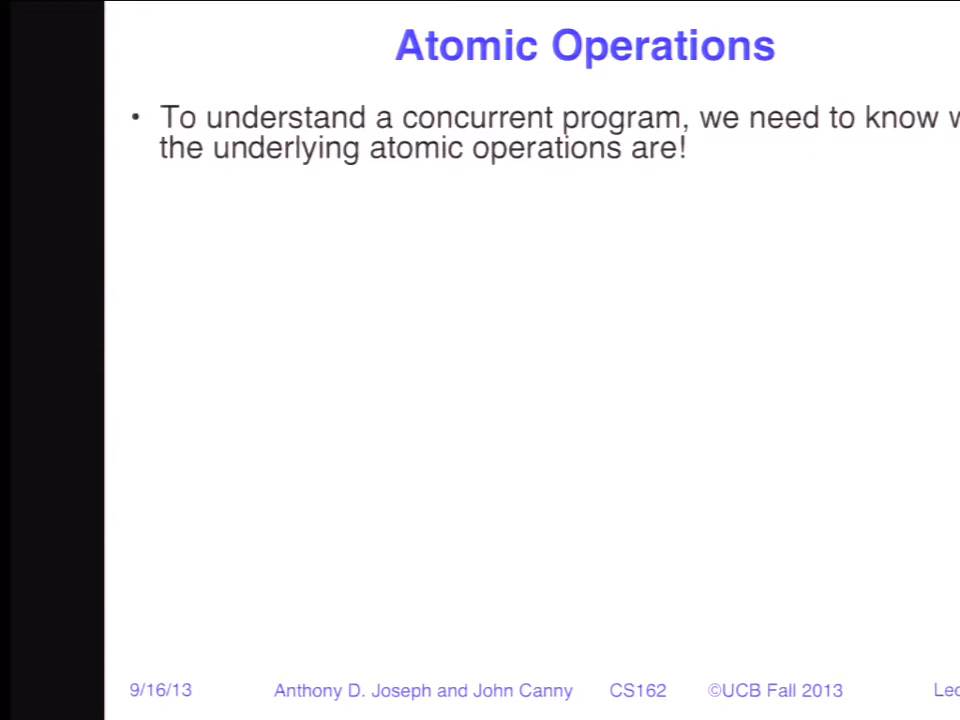 Atomic Operations
• To understand a concurrent program, we need to know
the underlying atomic operations are!
9/16/13 Anthony D. Joseph and John Canny CS162 ©UCB Fall 2013